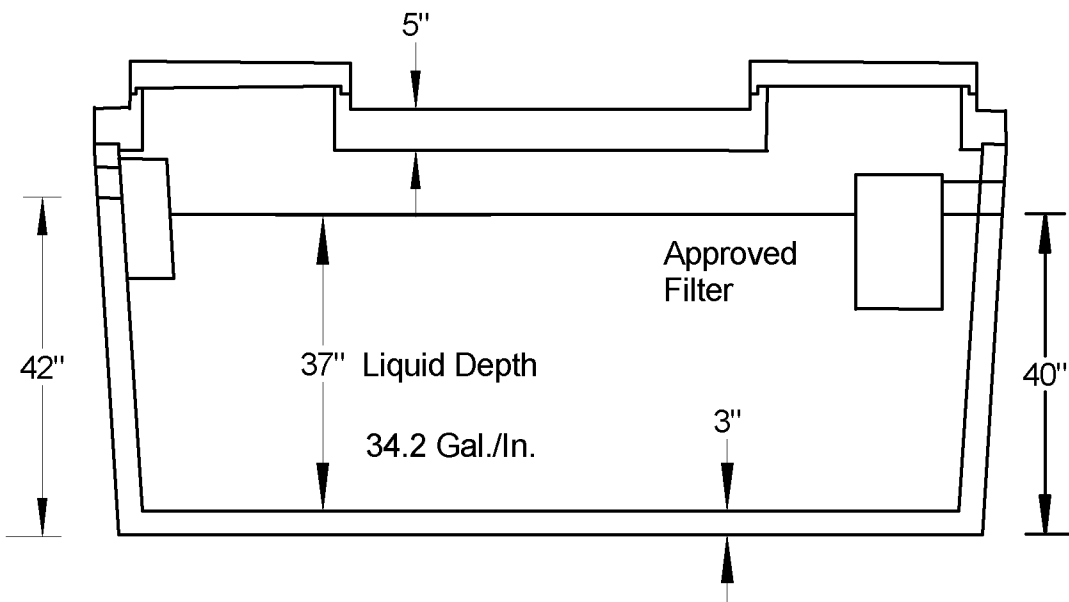 5"
Approved
Filter
42"
37" Liquid Depth
40"
3"
34.2 Gal./In.